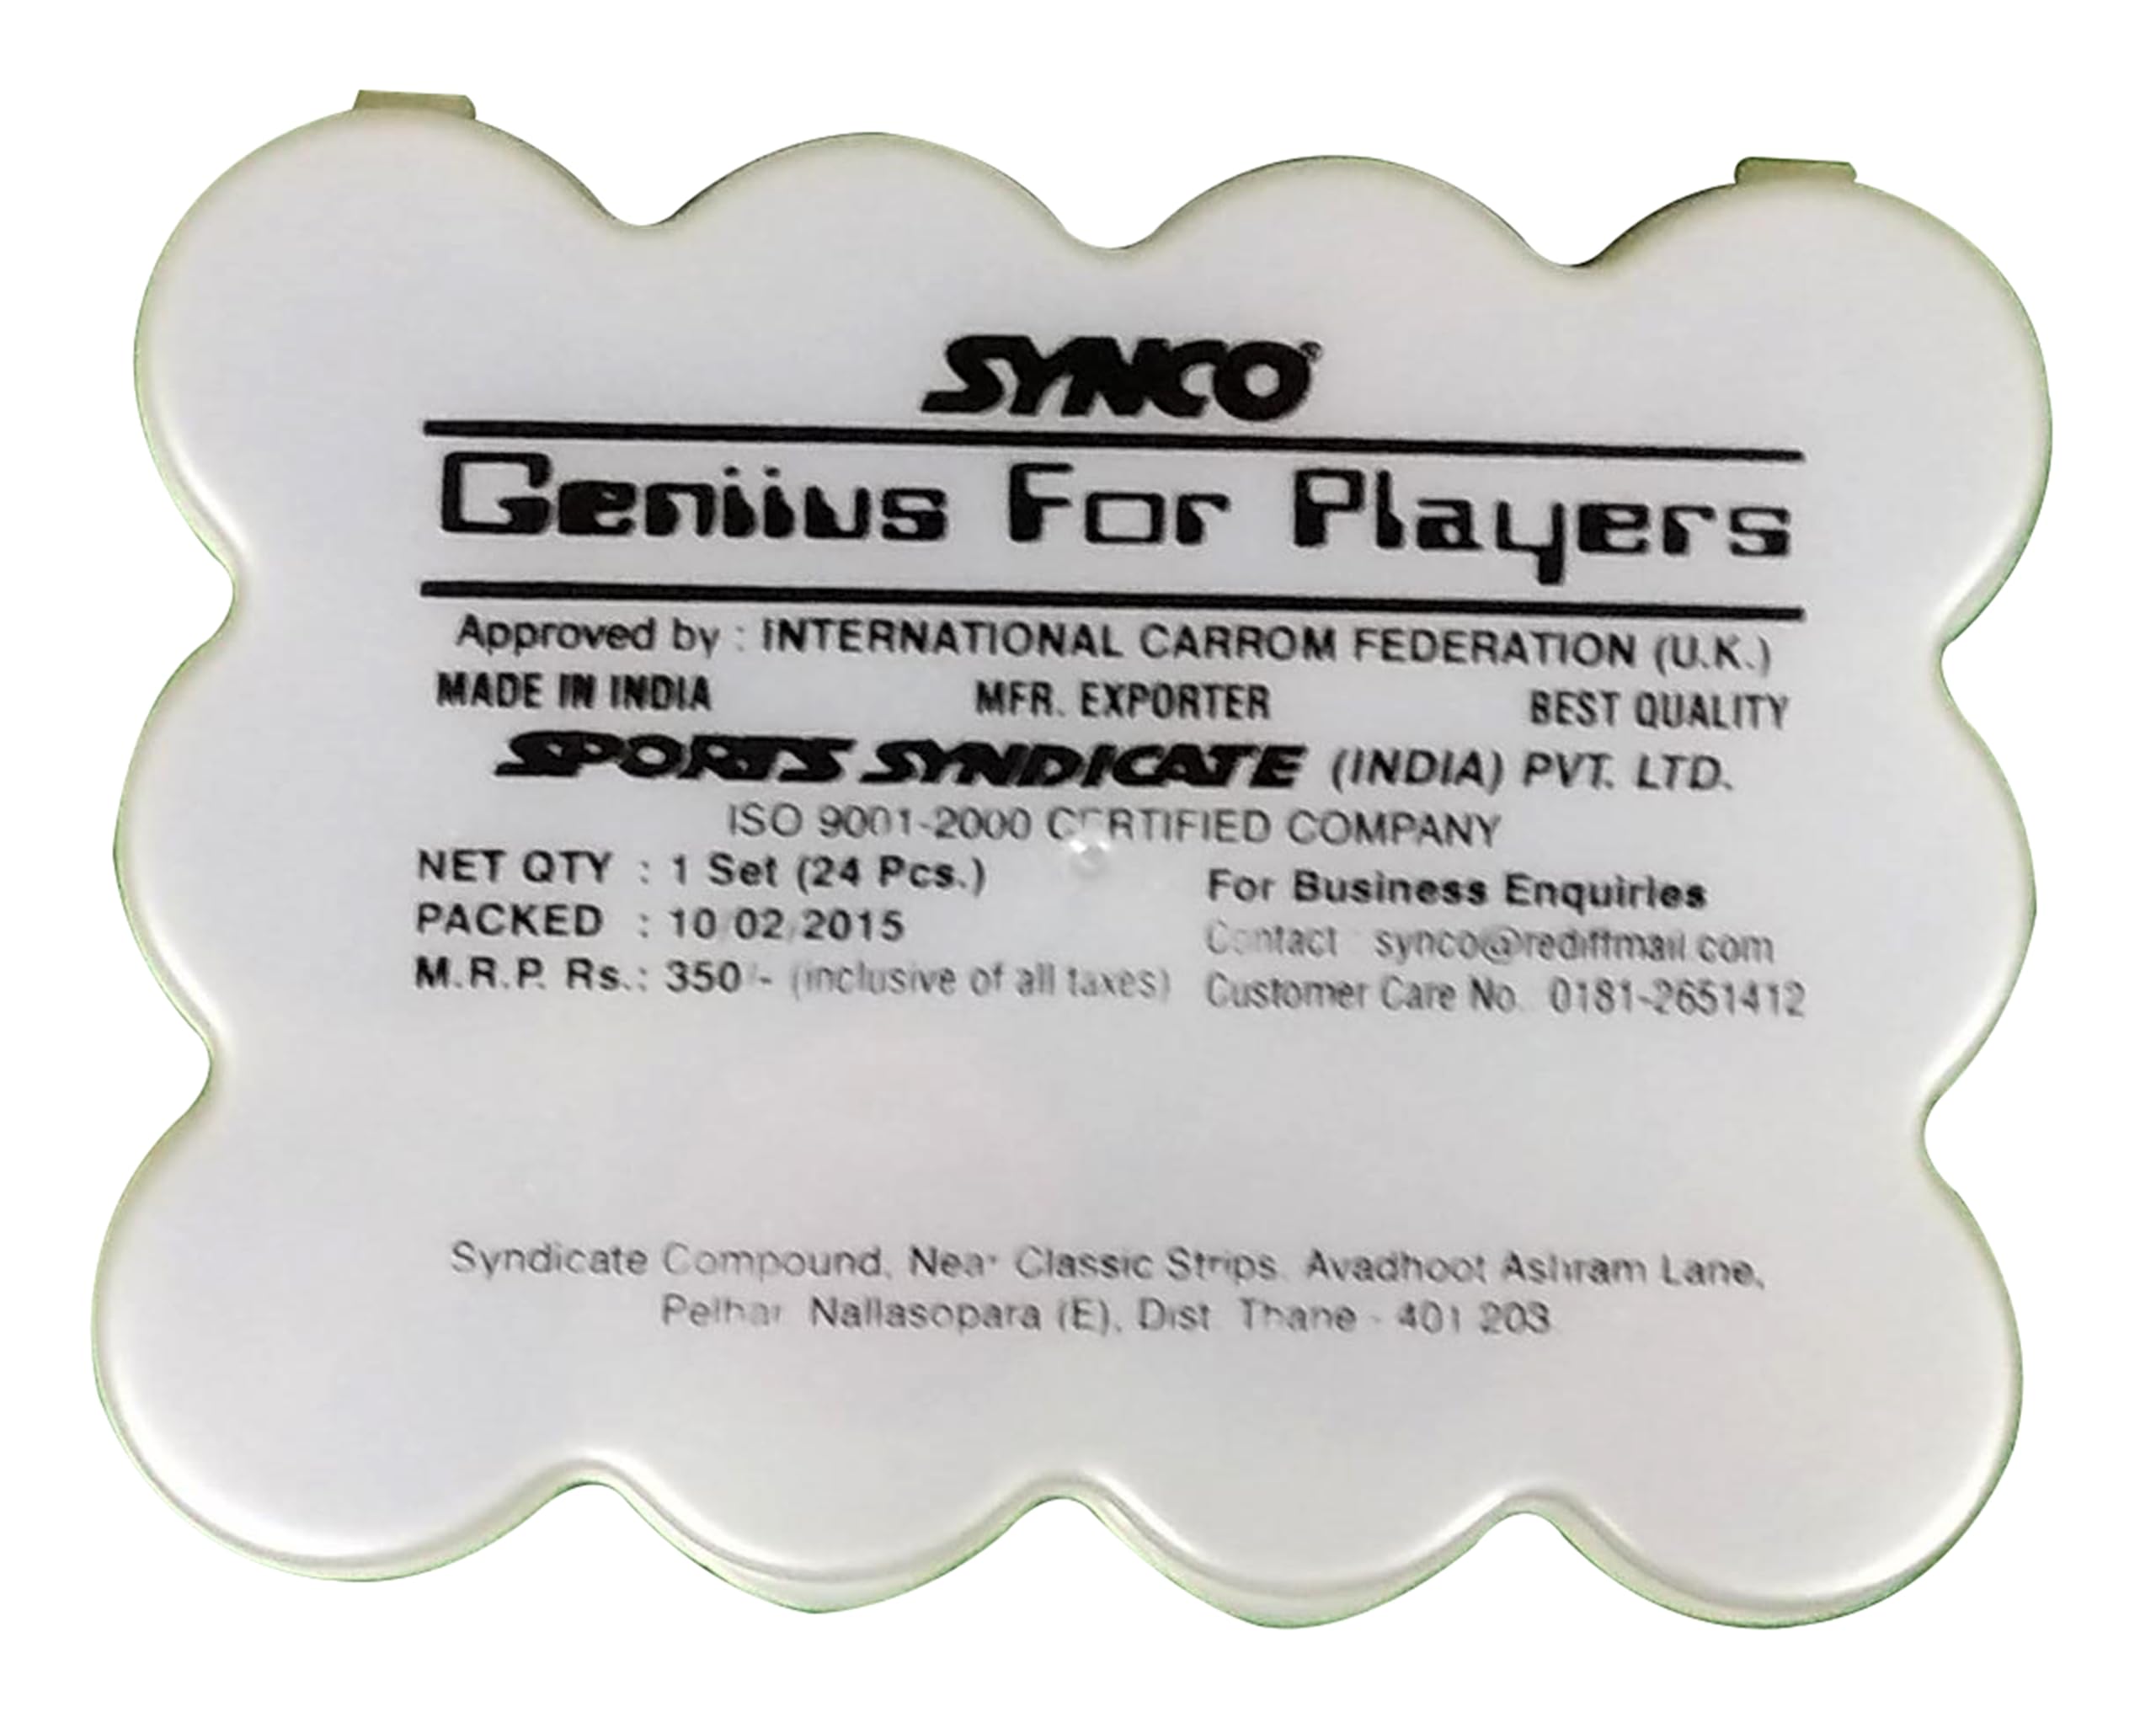 SYNCO®
Geniius For Players
Approved by : INTERNATIONAL CARROM FEDERATION (U.K.)
MADE IN INDIA MFR. EXPORTER BEST QUALITY
SPORTS SYNDICATE (INDIA) PVT. LTD.
ISO 9001-2000 CERTIFIED COMPANY
NET QTY : 1 Set (24 Pcs.)
PACKED : 10/02/2015
M.R.P. Rs.: 350/- (inclusive of all taxes)
For Business Enquiries
Contact : synco@rediffmail.com
Customer Care No. 0181-2651412
Syndicate Compound, Near Classic Strips, Avadhoot Ashram Lane,
Pelhar, Nallasopara (E), Dist. Thane - 401 203